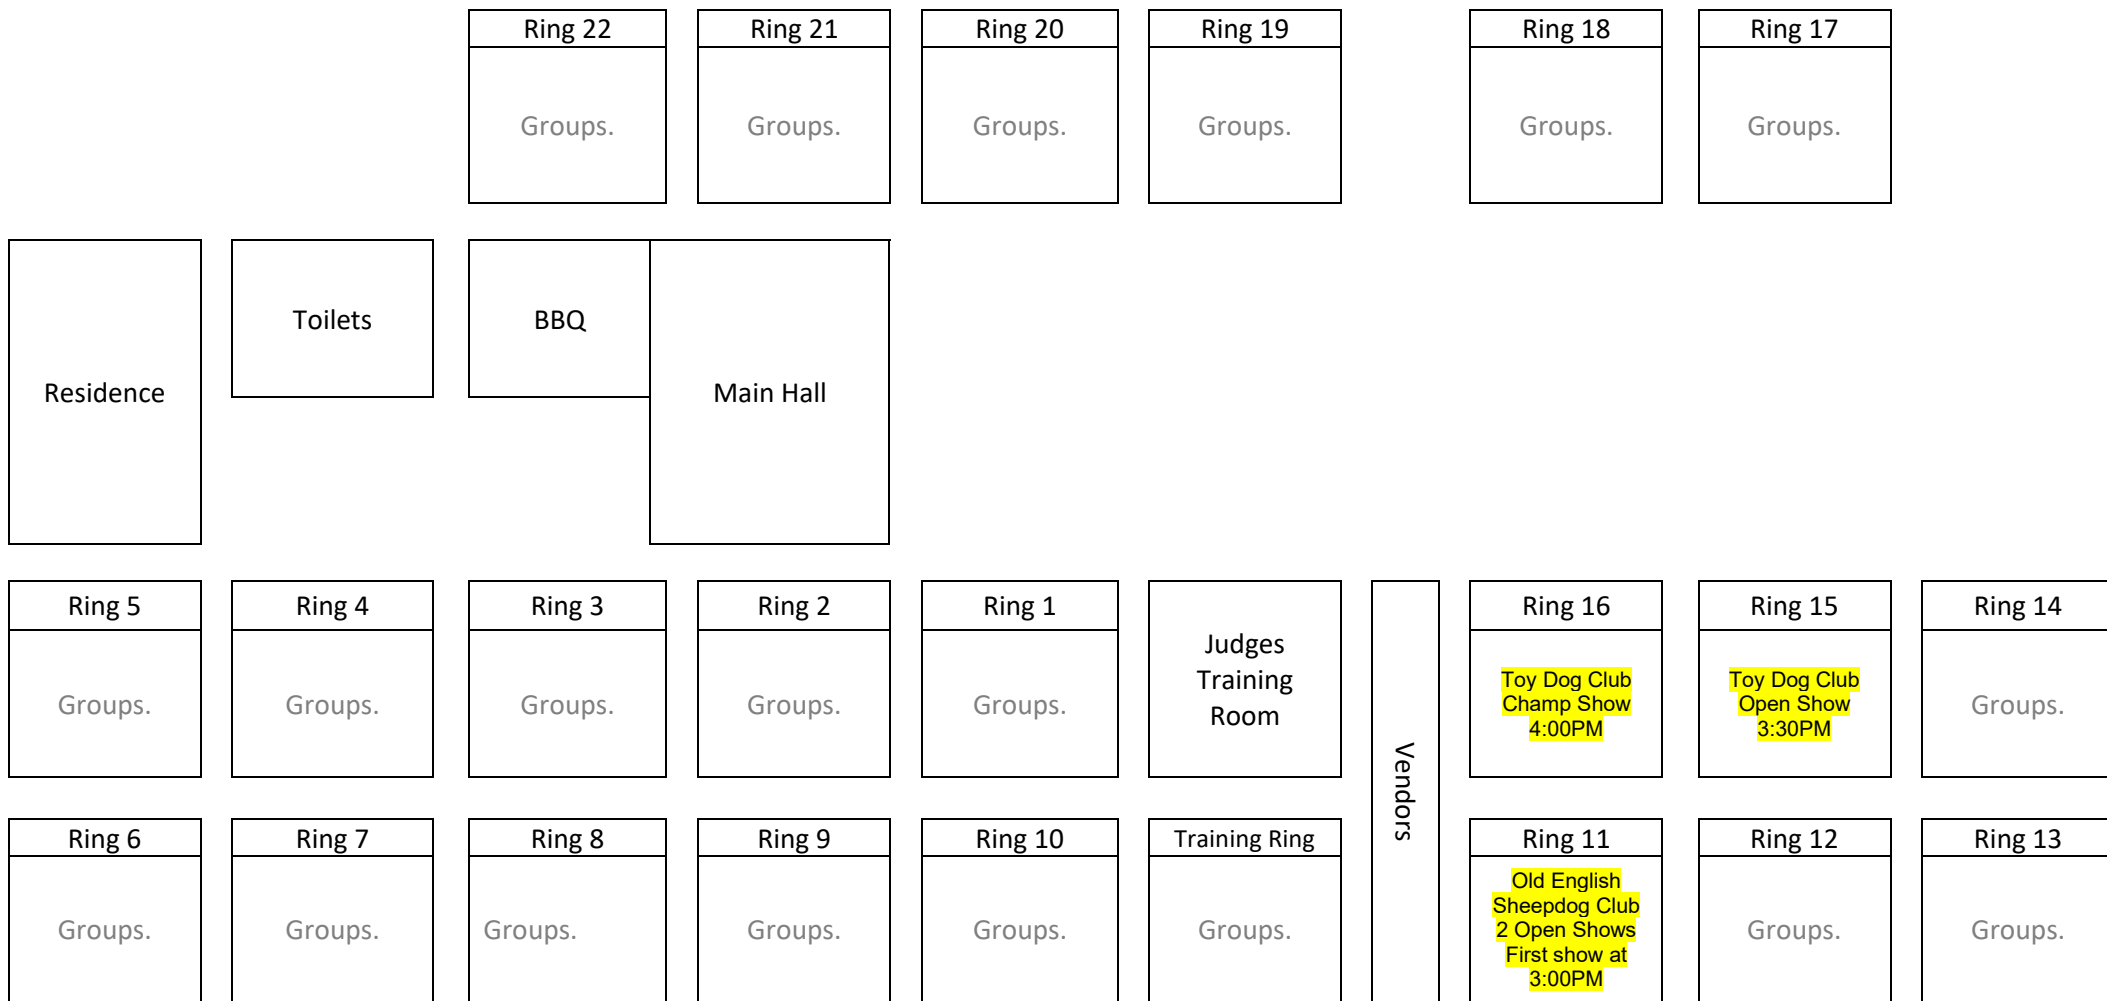 Ring 22
Ring 21
Ring 20
Ring 19
Ring 18
Ring 17
Groups.
Groups.
Groups.
Groups.
Groups.
Groups.
Residence
Toilets
BBQ
Main Hall
Ring 5
Ring 4
Ring 3
Ring 2
Ring 1
Judges
Training
Room
Vendors
Ring 16
Ring 15
Ring 14
Groups.
Groups.
Groups.
Groups.
Groups.
Toy Dog Club
Champ Show
4:00PM
Toy Dog Club
Open Show
3:30PM
Groups.
Ring 6
Ring 7
Ring 8
Ring 9
Ring 10
Training Ring
Ring 11
Ring 12
Ring 13
Groups.
Groups.
Groups.
Groups.
Groups.
Groups.
Old English
Sheepdog Club
2 Open Shows
First show at
3:00PM
Groups.
Groups.